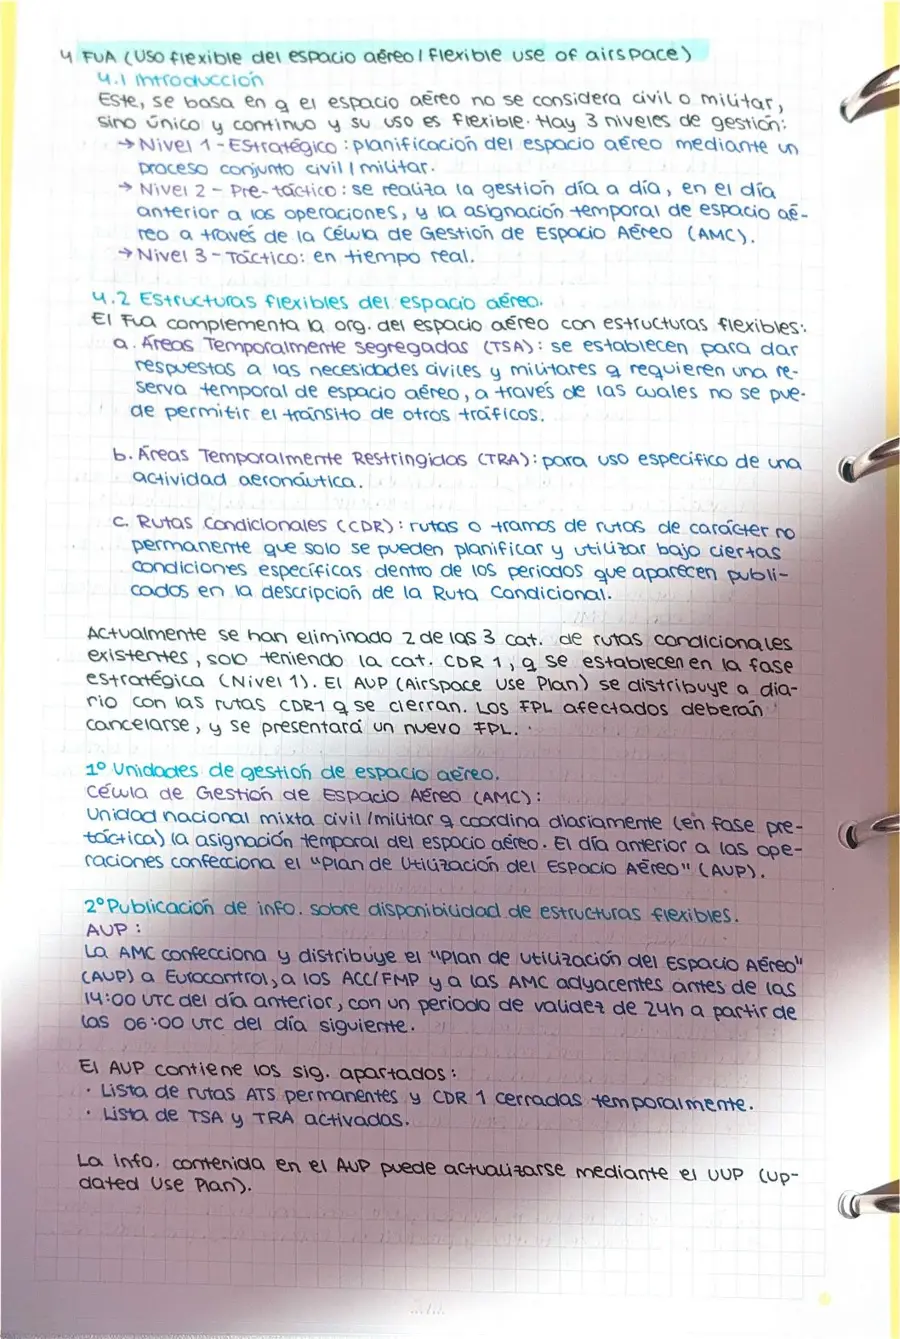 4 FUA (Uso flexible del espacio aéreo / flexible use of airspace)
4.1 Introducción
Este, se basa en q el espacio aéreo no se considera civil o militar,
sino único y continuo y su uso es flexible. Hay 3 niveles de gestión:
→ Nivel 1 - Estratégico: planificación del espacio aéreo mediante un
proceso conjunto civil / militar.
→ Nivel 2 - Pre-táctico: se realiza la gestión día a día, en el día
anterior a las operaciones, y la asignación temporal de espacio aé-
reo a través de la Célula de Gestión de Espacio Aéreo (AMC).
→ Nivel 3 - Táctico: en tiempo real.
4.2 Estructuras flexibles del espacio aéreo.
El Fua complementa la org. del espacio aéreo con estructuras flexibles:
a. Áreas Temporalmente Segregadas (TSA): se establecen para dar
respuestas a las necesidades civiles y militares q requieren una re-
serva temporal de espacio aéreo, a través de las cuales no se pue-
de permitir el tránsito de otros tráficos.
b. Áreas Temporalmente Restringidas (TRA): para uso específico de una
actividad aeronáutica.
c. Rutas Condicionales (CDR): rutas o tramos de rutas de carácter no
permanente que solo se pueden planificar y utilizar bajo ciertas
condiciones específicas dentro de los periodos que aparecen publi-
cados en la descripción de la Ruta Condicional.
Actualmente se han eliminado 2 de las 3 cat. de rutas condicionales
existentes, solo teniendo la cat. CDR 1, q se establecen en la fase
estratégica (Nivel 1). El AUP (Airspace Use Plan) se distribuye a dia-
rio con las rutas CDR1 q se cierran. Los FPL afectados deberán
cancelarse, y se presentará un nuevo FPL.
1º Unidades de gestión de espacio aéreo.
Célula de Gestión de Espacio Aéreo (AMC):
Unidad nacional mixta civil / militar q coordina diariamente (en fase pre-
táctica) la asignación temporal del espacio aéreo. El día anterior a las ope-
raciones confecciona el "Plan de Utilización del Espacio Aéreo" (AUP).
2º Publicación de info. sobre disponibilidad de estructuras flexibles.
AUP:
La AMC confecciona y distribuye el "Plan de Utilización del Espacio Aéreo"
(AUP) a Eurocontrol, a los ACC/FMP y a las AMC adyacentes antes de las
14:00 UTC del día anterior, con un periodo de validez de 24h a partir de
las 06:00 UTC del día siguiente.
El AUP contiene los sig. apartados:
· Lista de rutas ATS permanentes y CDR 1 cerradas temporalmente.
· Lista de TSA y TRA activadas.
La info. contenida en el AUP puede actualizarse mediante el UUP (Up-
dated Use Plan).